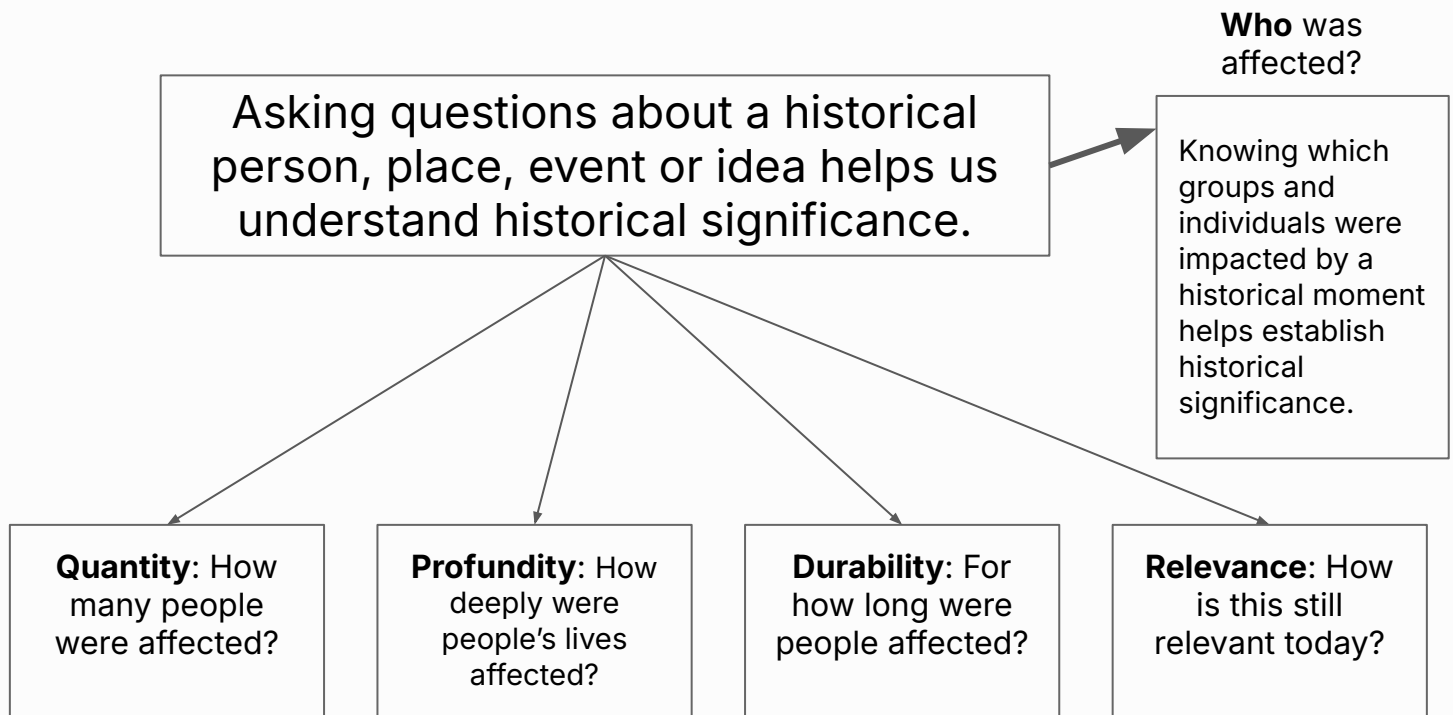 Who was
affected?
Asking questions about a historical
person, place, event or idea helps us
understand historical significance.
Knowing which
groups and
individuals were
impacted by a
historical moment
helps establish
historical
significance.
Quantity: How
many people
were affected?
Profundity: How
deeply were
people’s lives
affected?
Durability: For
how long were
people affected?
Relevance: How
is this still
relevant today?